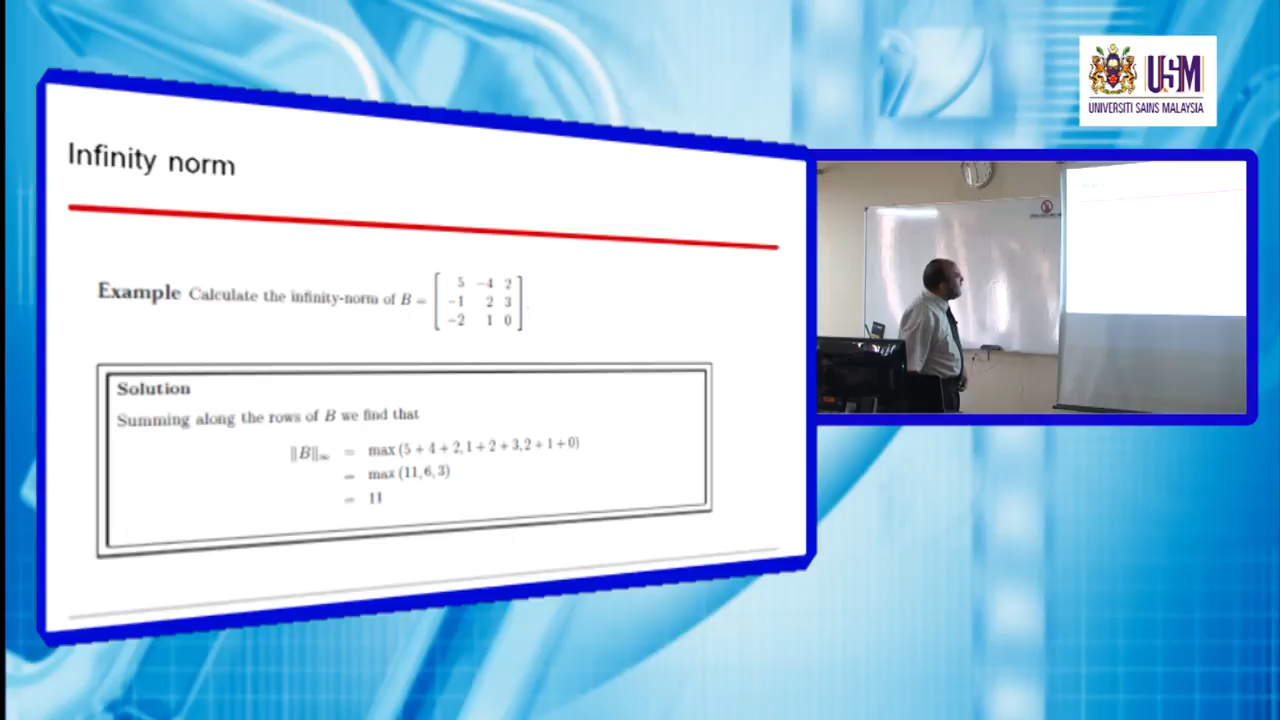 Infinity norm
Example Calculate the infinity-norm of B = [ 5 −4 2
−1 2 3
−2 1 0 ]
Solution
Summing along the rows of B we find that
‖B‖∞ = max (5 + 4 + 2, 1 + 2 + 3, 2 + 1 + 0)
= max (11, 6, 3)
= 11
USM
UNIVERSITI SAINS MALAYSIA